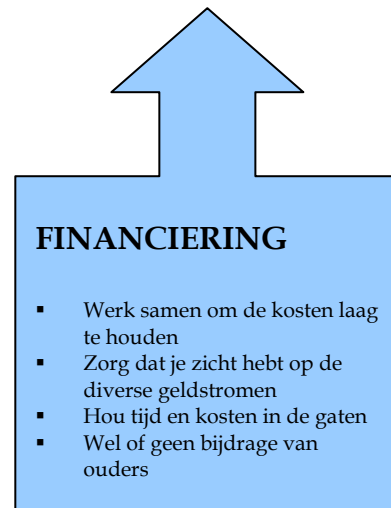 FINANCIERING
▪ Werk samen om de kosten laag
te houden
▪ Zorg dat je zicht hebt op de
diverse geldstromen
▪ Hou tijd en kosten in de gaten
▪ Wel of geen bijdrage van
ouders